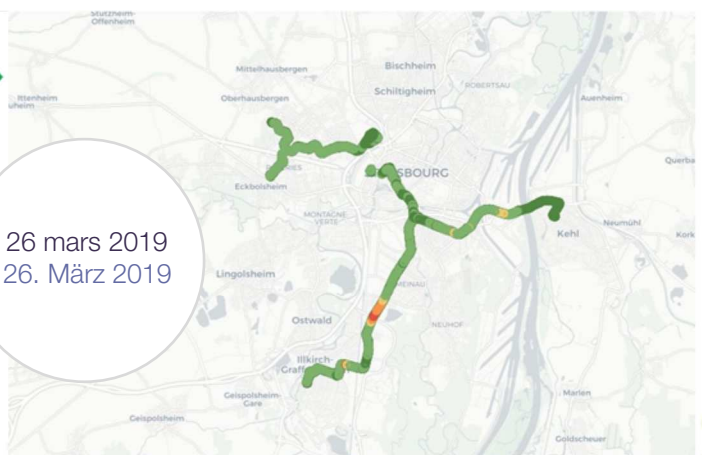 Stutzheim-
Offenheim
Mittelhausbergen
Bischheim
ROBERTSAU
Schiltigheim
Ittenheim
Oberhausbergen
Auenheim
Eckbolsheim
SBOURG
MONTAGNE
VERTE
Kehl
Neumühl
Kork
26 mars 2019
26. März 2019
Lingolsheim
MEINAU
Ostwald
NEUHOF
Illkirch-
Graff
Geispolsheim-
Gare
Geispolsheim
Marlen
Goldscheuer